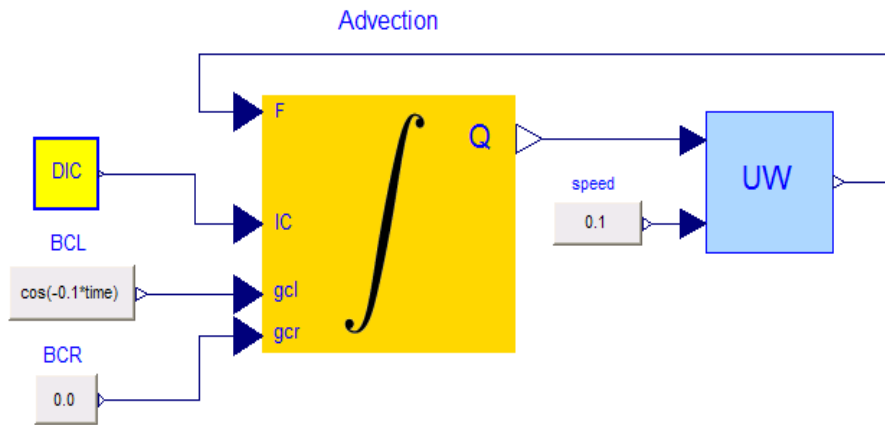 Advection
F
Q
DIC
IC
speed
0.1
UW
BCL
cos(-0.1*time)
gcl
gcr
BCR
0.0